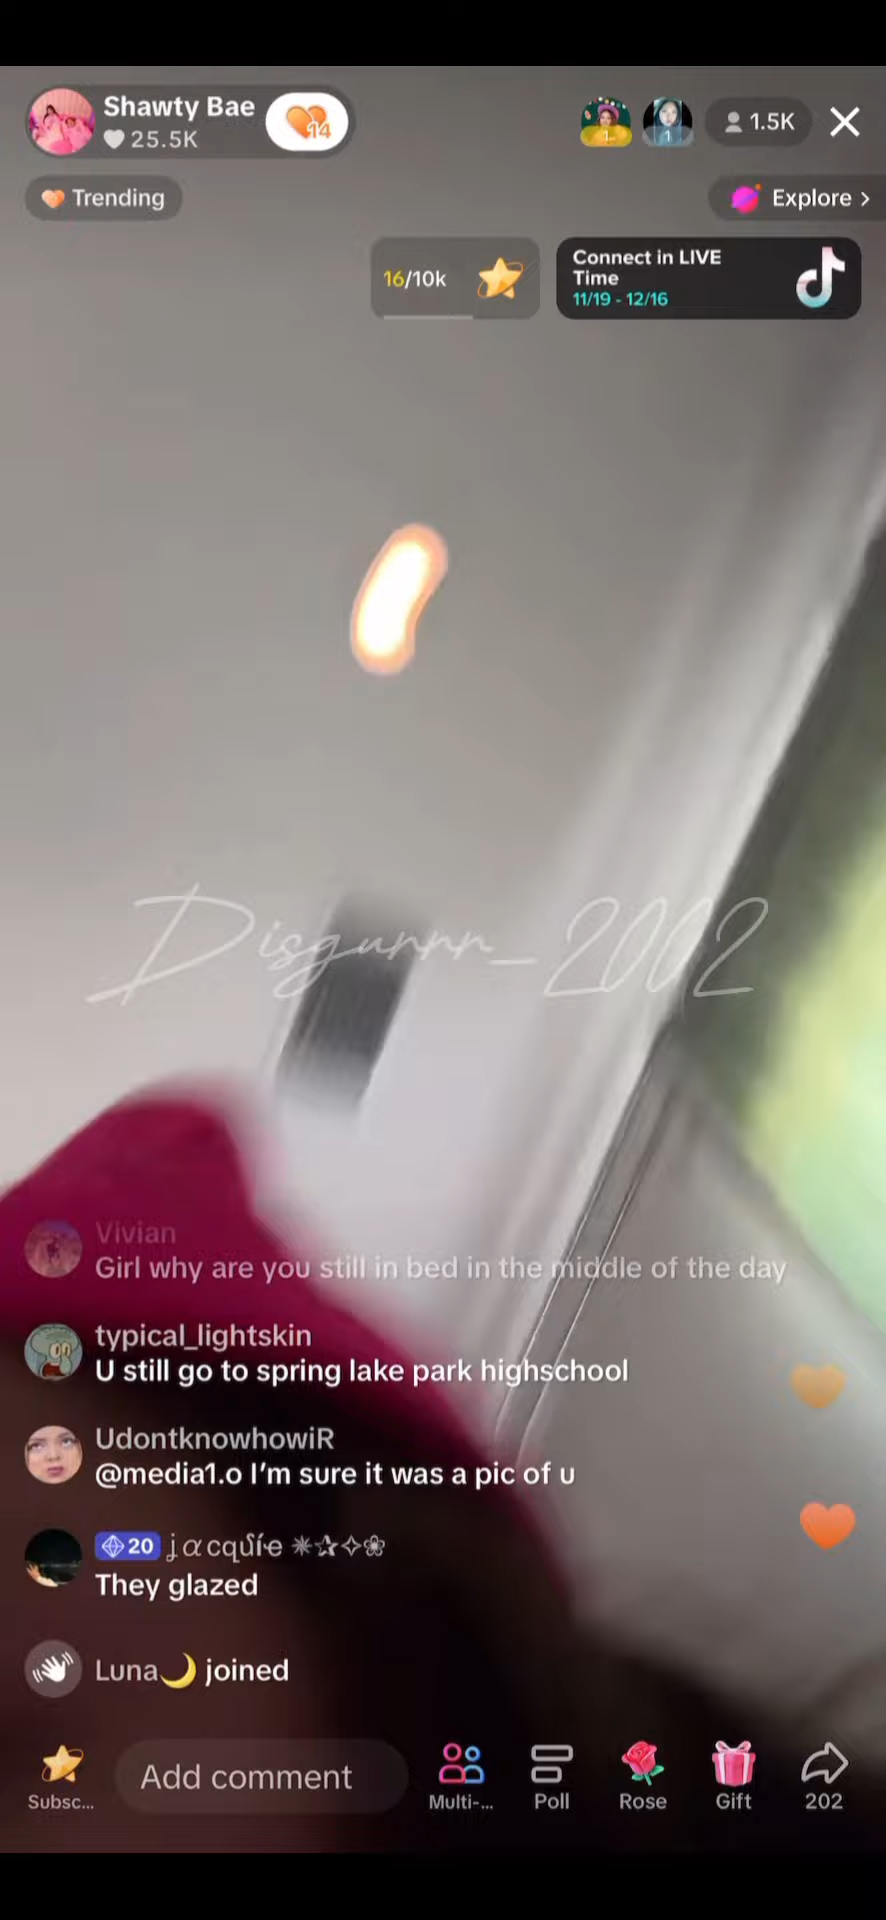 Shawty Bae
25.5K
14
1.5K
Trending
Explore
16/10k
Connect in LIVE
Time
11/19 - 12/16
Disgunnn_2002
Vivian
Girl why are you still in bed in the middle of the day
typical_lightskin
U still go to spring lake park highschool
UdontknowhowiR
@media1.o I’m sure it was a pic of u
20
They glazed
Luna🌙 joined
Add comment
Subsc...
Multi-...
Poll
Rose
Gift
202